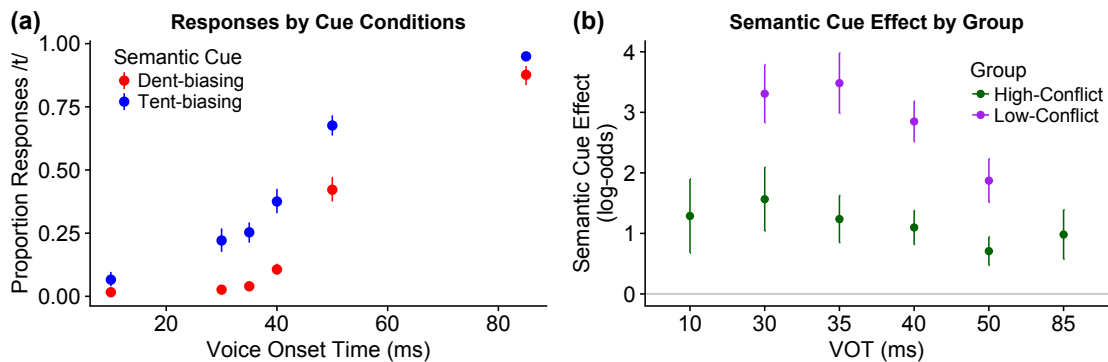 (a) Responses by Cue Conditions
Proportion Responses /t/
1.00
0.75
0.50
0.25
0.00
Semantic Cue
Dent-biasing
Tent-biasing
20 40 60 80
Voice Onset Time (ms)
(b) Semantic Cue Effect by Group
Semantic Cue Effect
(log-odds)
4
3
2
1
0
Group
High-Conflict
Low-Conflict
10 30 35 40 50 85
VOT (ms)